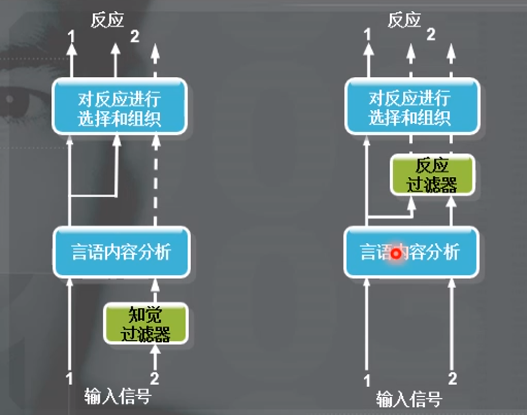 反应
1 2
对反应进行
选择和组织
言语内容分析
知觉
过滤器
1 2
输入信号
反应
1 2
对反应进行
选择和组织
反应
过滤器
言语内容分析
1 2
输入信号